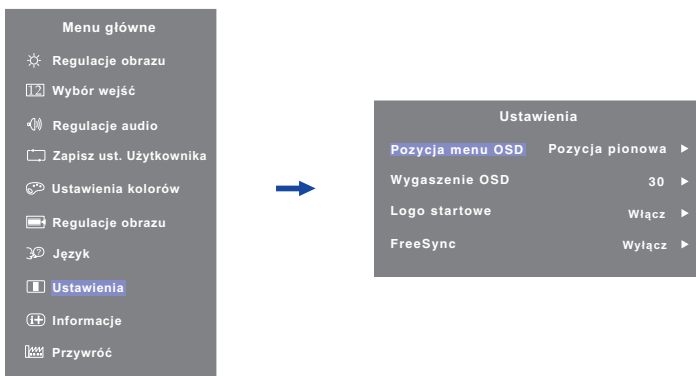 Menu główne
Regulacje obrazu
12 Wybór wejść
Regulacje audio
Zapisz ust. Użytkownika
Ustawienia kolorów
Regulacje obrazu
Język
Ustawienia
Informacje
Przywróć
Ustawienia
Pozycja menu OSD Pozycja pionowa
Wygaszenie OSD 30
Logo startowe Włącz
FreeSync Wyłącz